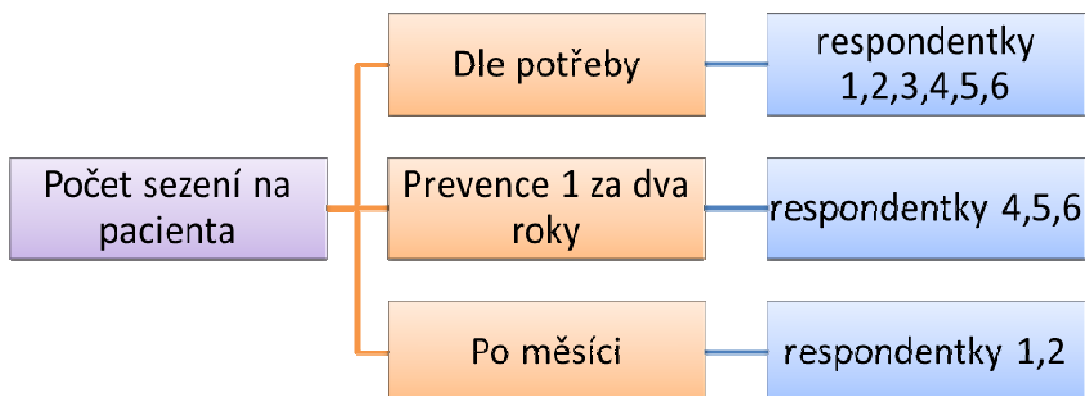 Počet sezení na
pacienta
Dle potřeby
respondentky
1,2,3,4,5,6
Prevence 1 za dva
roky
respondentky 4,5,6
Po měsíci
respondentky 1,2